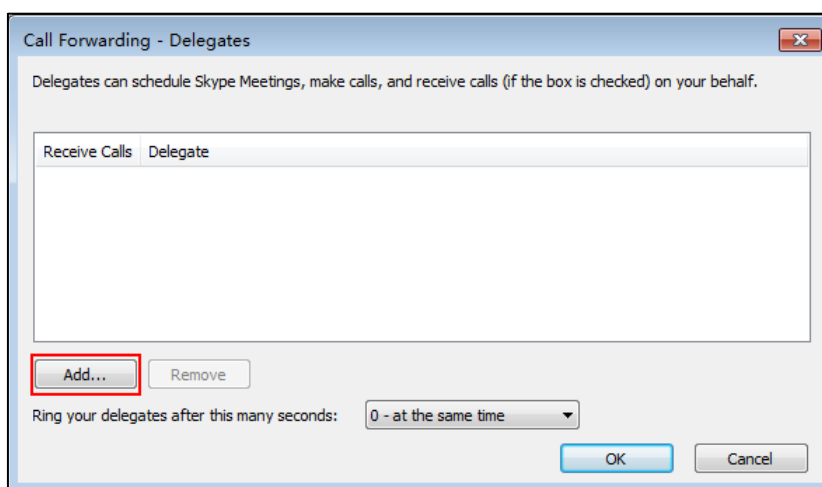 Call Forwarding - Delegates
Delegates can schedule Skype Meetings, make calls, and receive calls (if the box is checked) on your behalf.
Receive Calls Delegate
Add... Remove
Ring your delegates after this many seconds: 0 - at the same time
OK Cancel